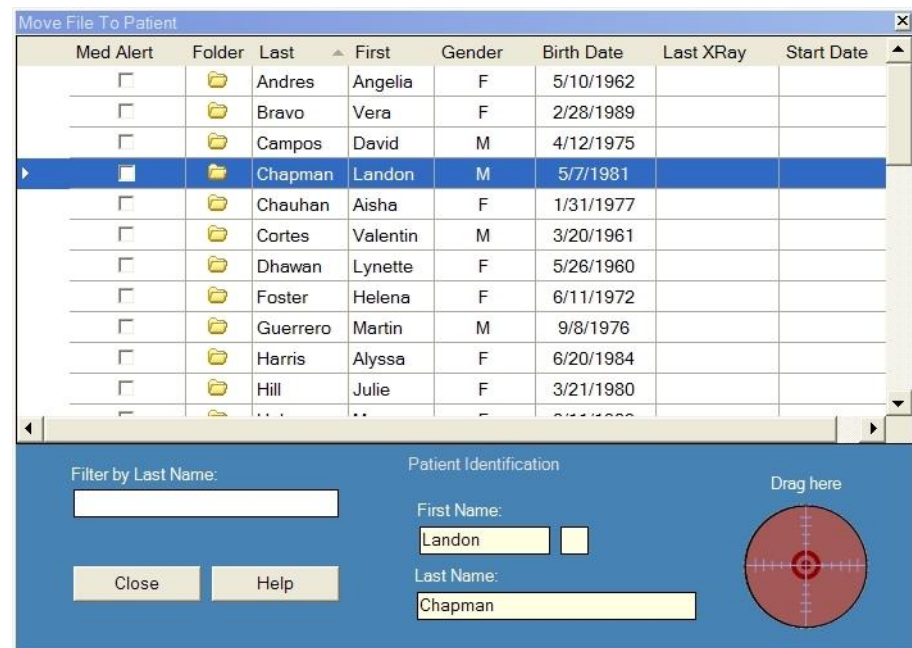 Move File To Patient
Med Alert Folder Last First Gender Birth Date Last XRay Start Date
Andres Angelia F 5/10/1962
Bravo Vera F 2/28/1989
Campos David M 4/12/1975
Chapman Landon M 5/7/1981
Chauhan Aisha F 1/31/1977
Cortes Valentin M 3/20/1961
Dhawan Lynette F 5/26/1960
Foster Helena F 6/11/1972
Guerrero Martin M 9/8/1976
Harris Alyssa F 6/20/1984
Hill Julie F 3/21/1980
Filter by Last Name:
Patient Identification
Drag here
First Name:
Landon
Close Help
Last Name:
Chapman